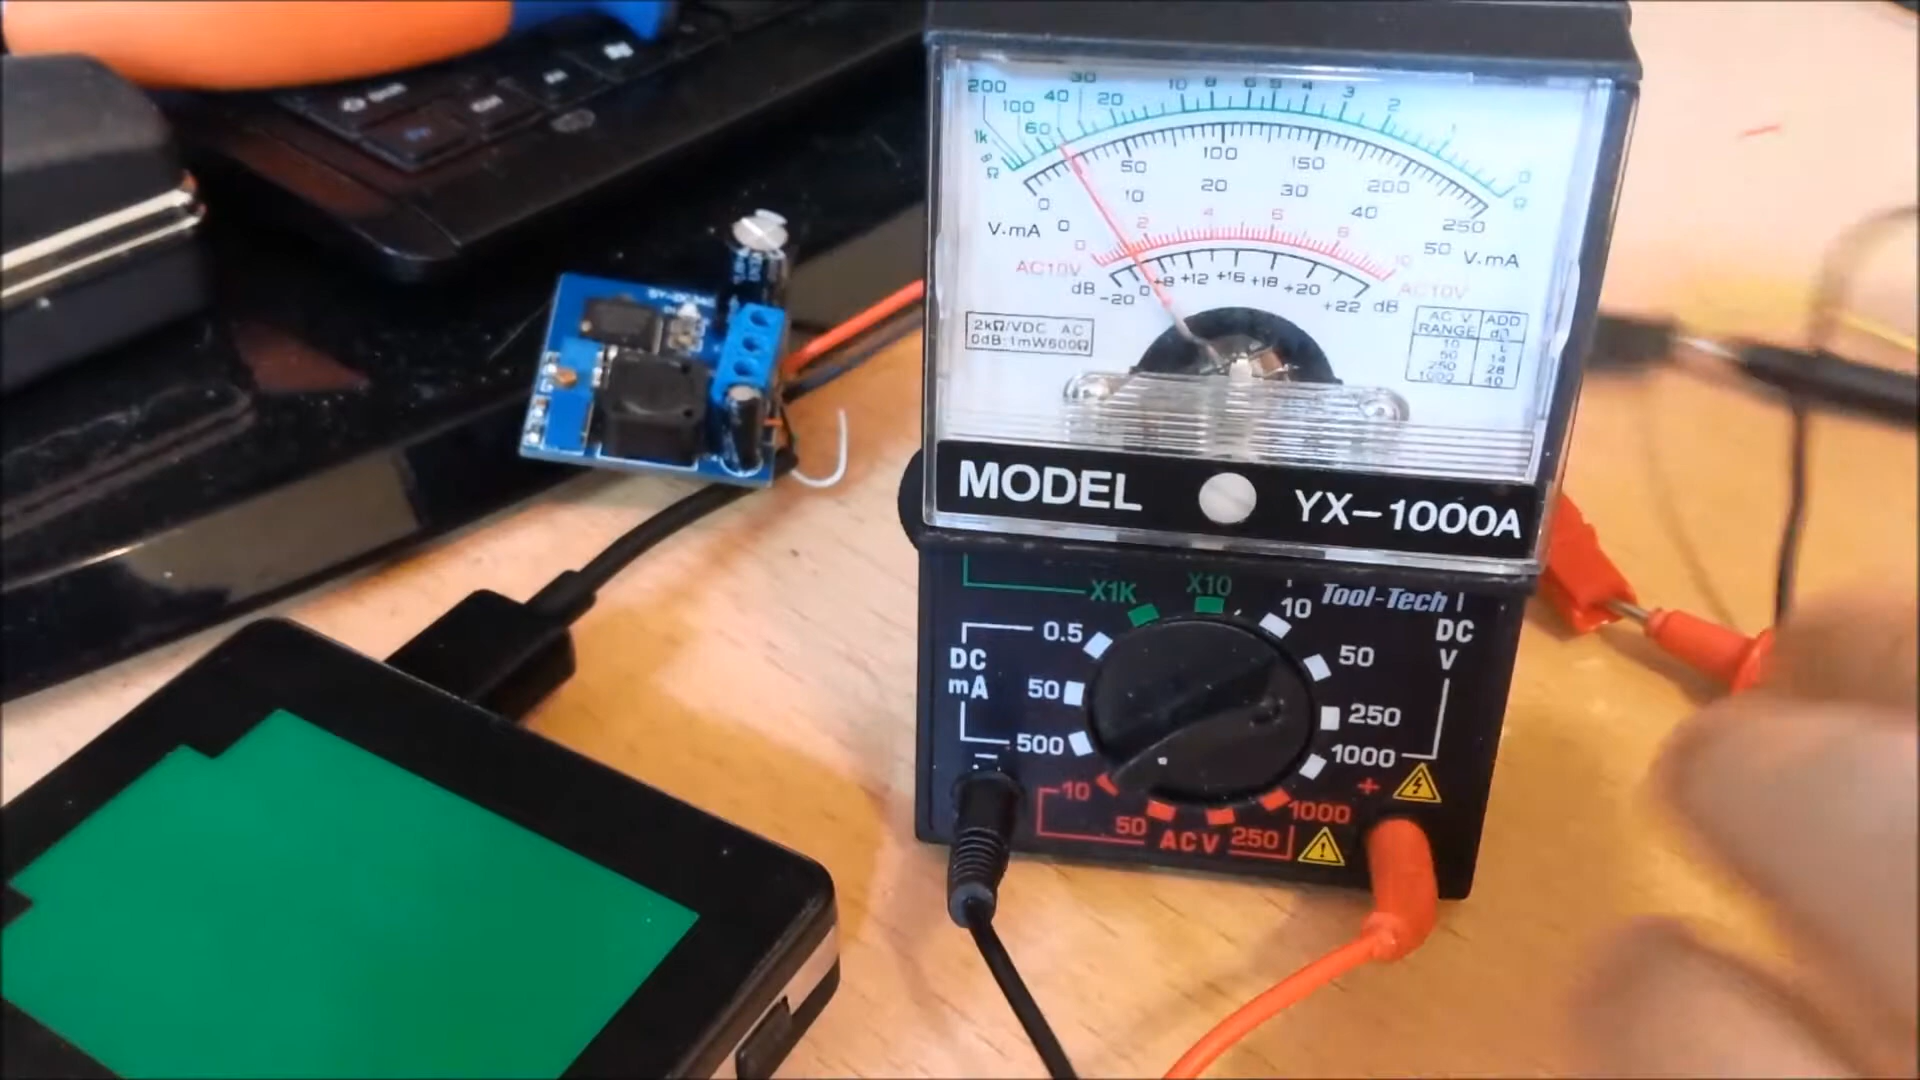 200 100 40 30 20 10 8 6 5 4 3 2
1k 60
∞ Ω 0 Ω
0 50 100 150 200 250
V.mA 0 10 20 30 40 50 V.mA
0 2 4 6 8 10
AC10V AC10V
dB -20 0 +8 +12 +16 +18 +20 +22 dB
2kΩ/VDC AC
0dB:1mW600Ω
AC V ADD
RANGE
10
50 14
250 28
1000 40
MODEL YX-1000A
X1K X10 10 Tool-Tech
0.5 DC
DC 50 V
mA 50 250
500 1000
− +
10 1000
50 ACV 250